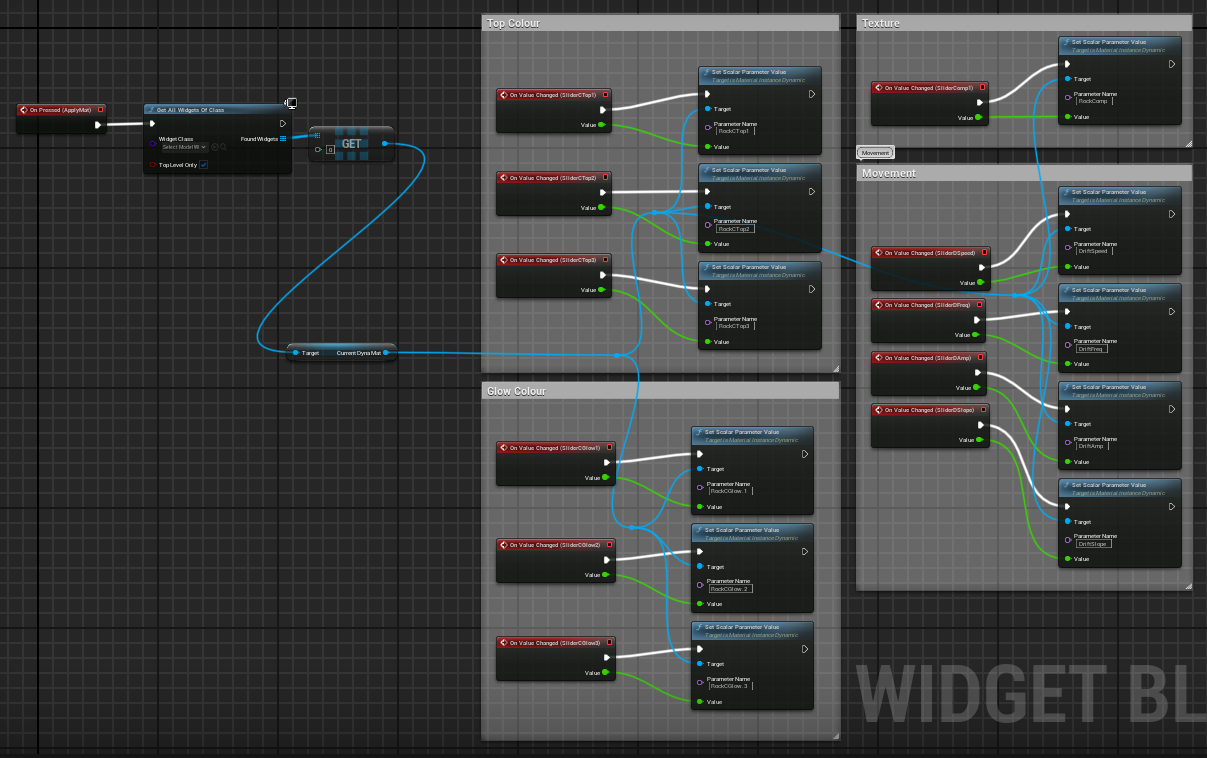 On Pressed (ApplyMat)
Get All Widgets Of Class
Widget Class
Found Widgets
Select Model Wi
Top Level Only
GET
0
Target
Current Dyna Mat
Top Colour
On Value Changed (SliderCTop1)
Value
Set Scalar Parameter Value
Target is Material Instance Dynamic
Target
Parameter Name
RockCTop1
Value
On Value Changed (SliderCTop2)
Value
Set Scalar Parameter Value
Target is Material Instance Dynamic
Target
Parameter Name
RockCTop2
Value
On Value Changed (SliderCTop3)
Value
Set Scalar Parameter Value
Target is Material Instance Dynamic
Target
Parameter Name
RockCTop3
Value
Glow Colour
On Value Changed (SliderCGlow1)
Value
Set Scalar Parameter Value
Target is Material Instance Dynamic
Target
Parameter Name
RockCGlow.1
Value
On Value Changed (SliderCGlow2)
Value
Set Scalar Parameter Value
Target is Material Instance Dynamic
Target
Parameter Name
RockCGlow.2
Value
On Value Changed (SliderCGlow3)
Value
Set Scalar Parameter Value
Target is Material Instance Dynamic
Target
Parameter Name
RockCGlow.3
Value
Texture
On Value Changed (SliderComp1)
Value
Set Scalar Parameter Value
Target is Material Instance Dynamic
Target
Parameter Name
RockComp
Value
Movement
Movement
On Value Changed (SliderDSpeed)
Value
Set Scalar Parameter Value
Target is Material Instance Dynamic
Target
Parameter Name
DriftSpeed
Value
On Value Changed (SliderDFreq)
Value
Set Scalar Parameter Value
Target is Material Instance Dynamic
Target
Parameter Name
DriftFreq
Value
On Value Changed (SliderDAmp)
Value
Set Scalar Parameter Value
Target is Material Instance Dynamic
Target
Parameter Name
DriftAmp
Value
On Value Changed (SliderDSlope)
Value
Set Scalar Parameter Value
Target is Material Instance Dynamic
Target
Parameter Name
DriftSlope
Value
WIDGET BL